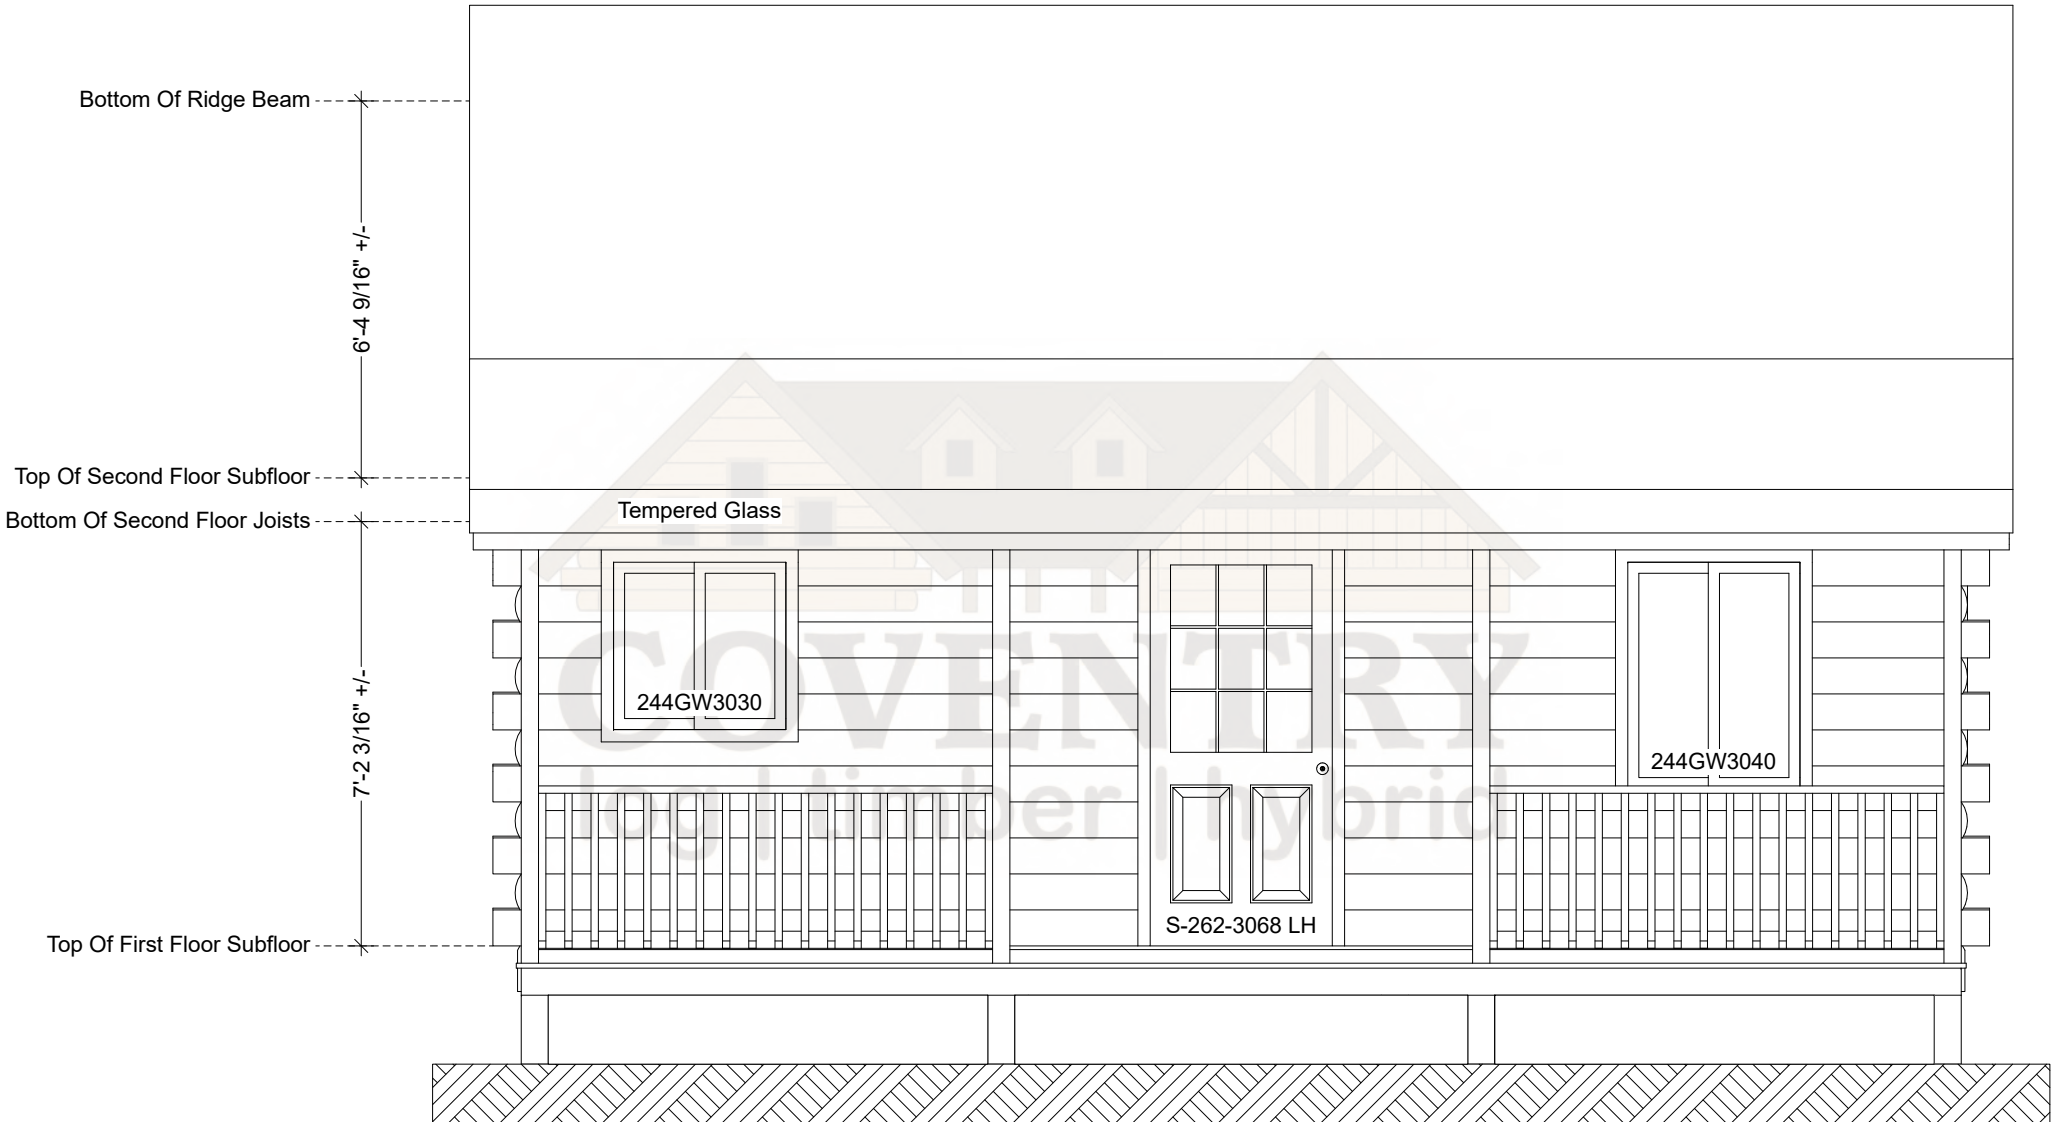 Bottom Of Ridge Beam
6'-4 9/16" +/-
Top Of Second Floor Subfloor
Bottom Of Second Floor Joists
Tempered Glass
244GW3030
COVENTRY
log | timber | hybrid
244GW3040
7'-2 3/16" +/-
S-262-3068 LH
Top Of First Floor Subfloor